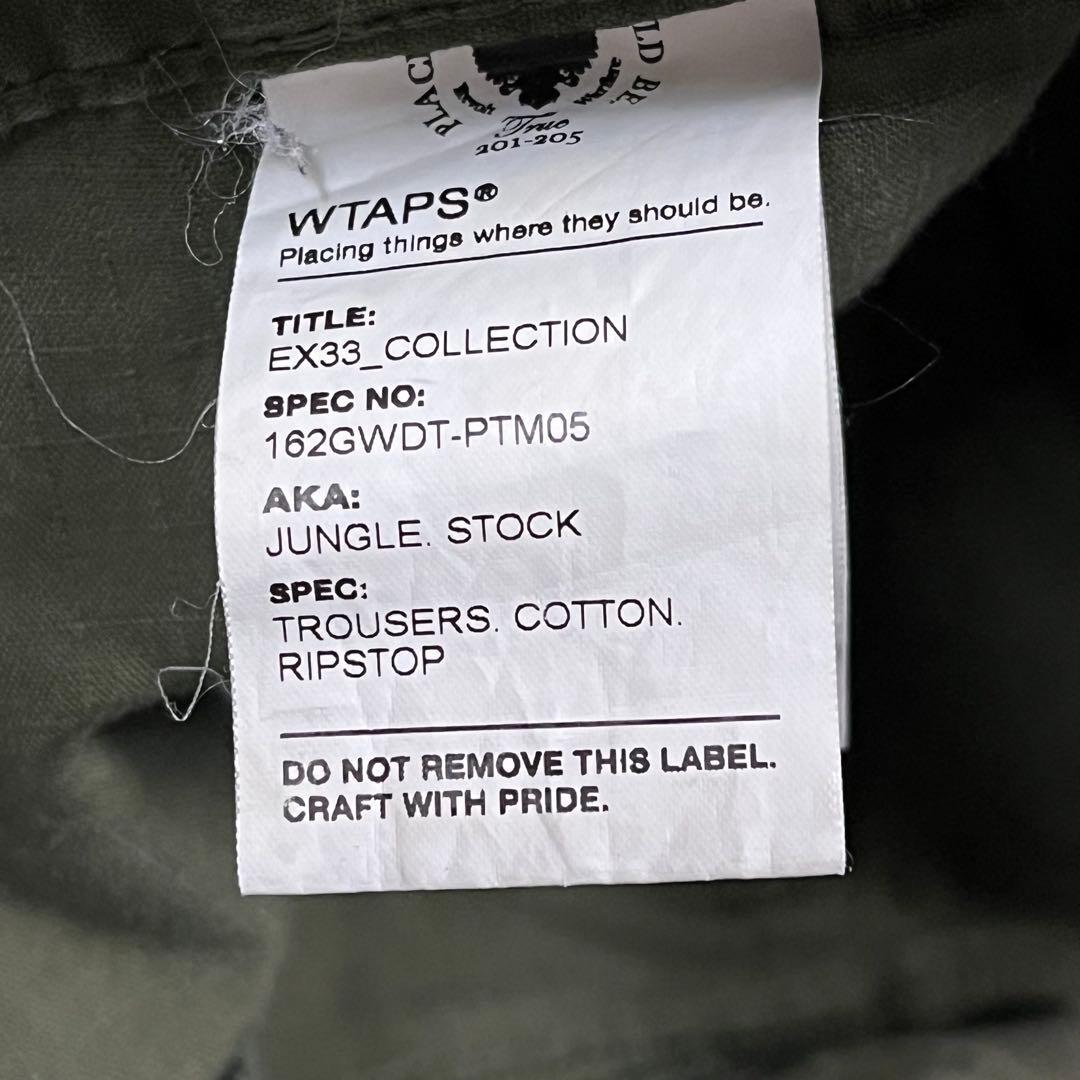 True
201-205
WTAPS®
Placing things where they should be.
TITLE:
EX33_COLLECTION
SPEC NO:
162GWDT-PTM05
AKA:
JUNGLE. STOCK
SPEC:
TROUSERS. COTTON.
RIPSTOP
DO NOT REMOVE THIS LABEL.
CRAFT WITH PRIDE.